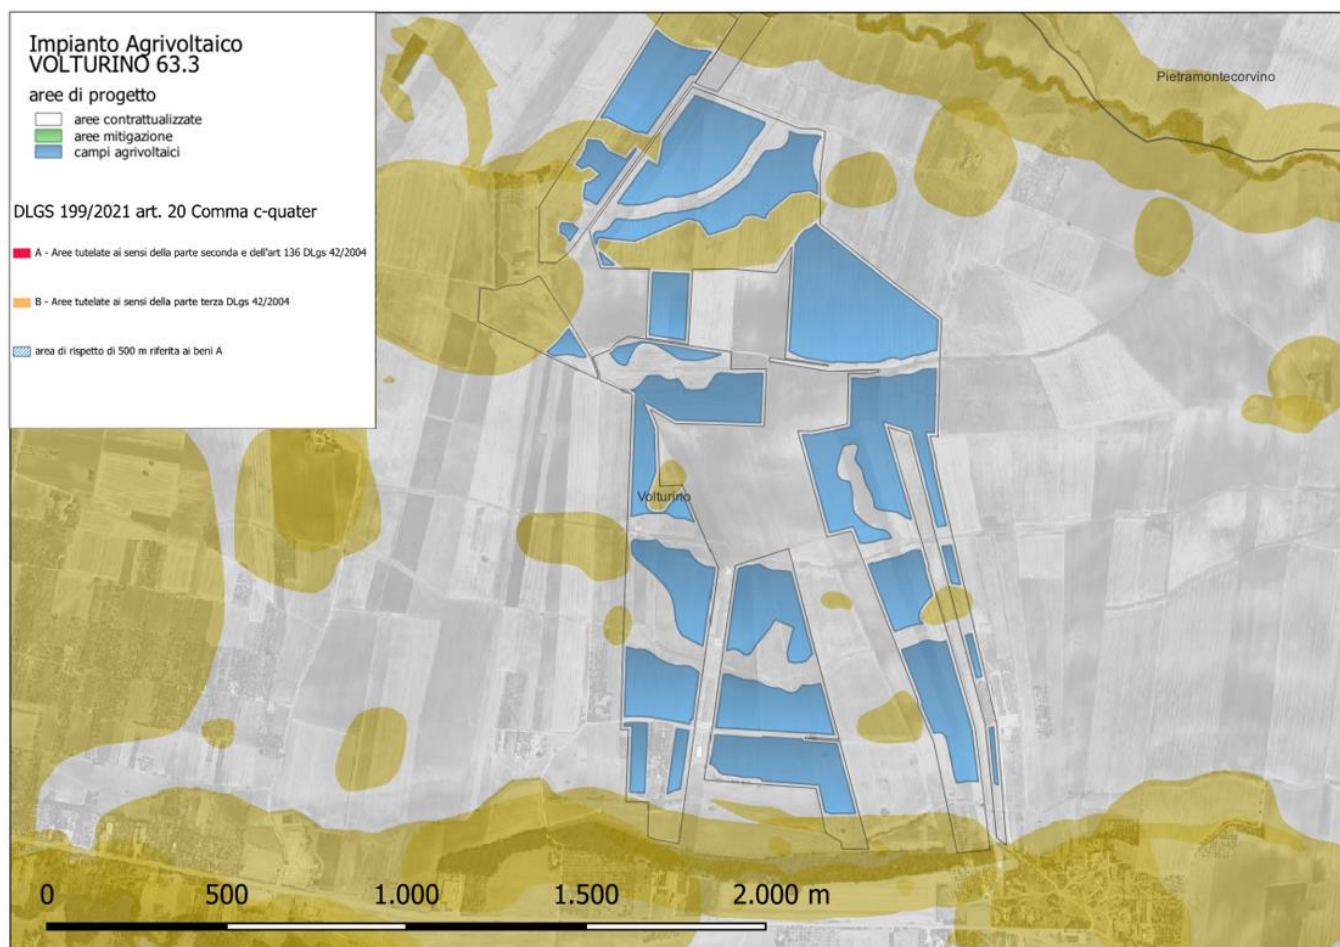 Impianto Agrivoltaico
VOLTURINO 63.3
aree di progetto
aree contrattualizzate
aree mitigazione
campi agrivoltaici
DLGS 199/2021 art. 20 Comma c-quater
A - Aree tutelate ai sensi della parte seconda e dell'art 136 DLgs 42/2004
B - Aree tutelate ai sensi della parte terza DLgs 42/2004
area di rispetto di 500 m riferita ai beni A
Pietramontecorvino
Volturino
0 500 1.000 1.500 2.000 m